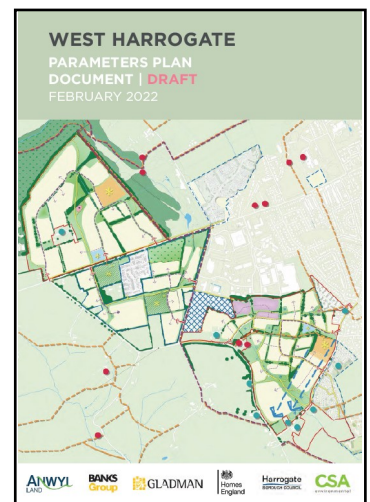 WEST HARROGATE
PARAMETERS PLAN
DOCUMENT | DRAFT
FEBRUARY 2022
ANWYL
LAND
BANKS
Group
GLADMAN
Homes
England
Harrogate
BOROUGH COUNCIL
CSA